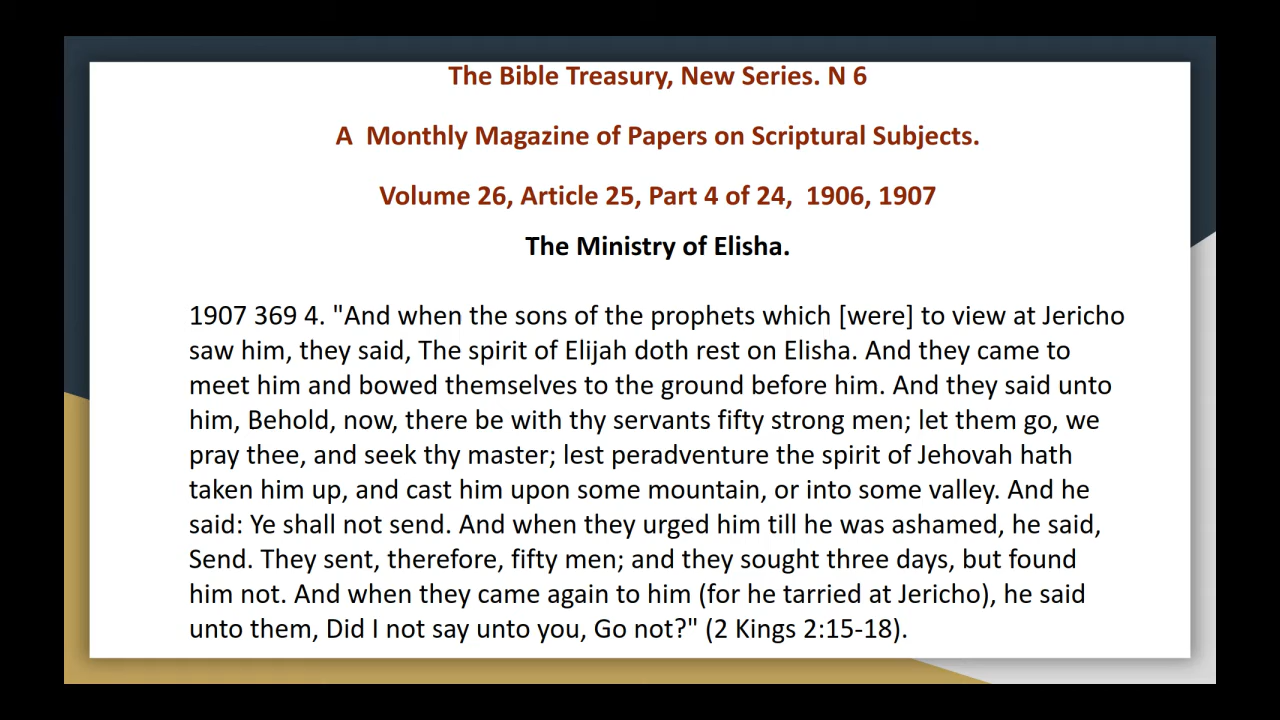 The Bible Treasury, New Series. N 6
A  Monthly Magazine of Papers on Scriptural Subjects.
Volume 26, Article 25, Part 4 of 24,  1906, 1907
The Ministry of Elisha.
1907 369 4. "And when the sons of the prophets which [were] to view at Jericho
saw him, they said, The spirit of Elijah doth rest on Elisha. And they came to
meet him and bowed themselves to the ground before him. And they said unto
him, Behold, now, there be with thy servants fifty strong men; let them go, we
pray thee, and seek thy master; lest peradventure the spirit of Jehovah hath
taken him up, and cast him upon some mountain, or into some valley. And he
said: Ye shall not send. And when they urged him till he was ashamed, he said,
Send. They sent, therefore, fifty men; and they sought three days, but found
him not. And when they came again to him (for he tarried at Jericho), he said
unto them, Did I not say unto you, Go not?" (2 Kings 2:15-18).